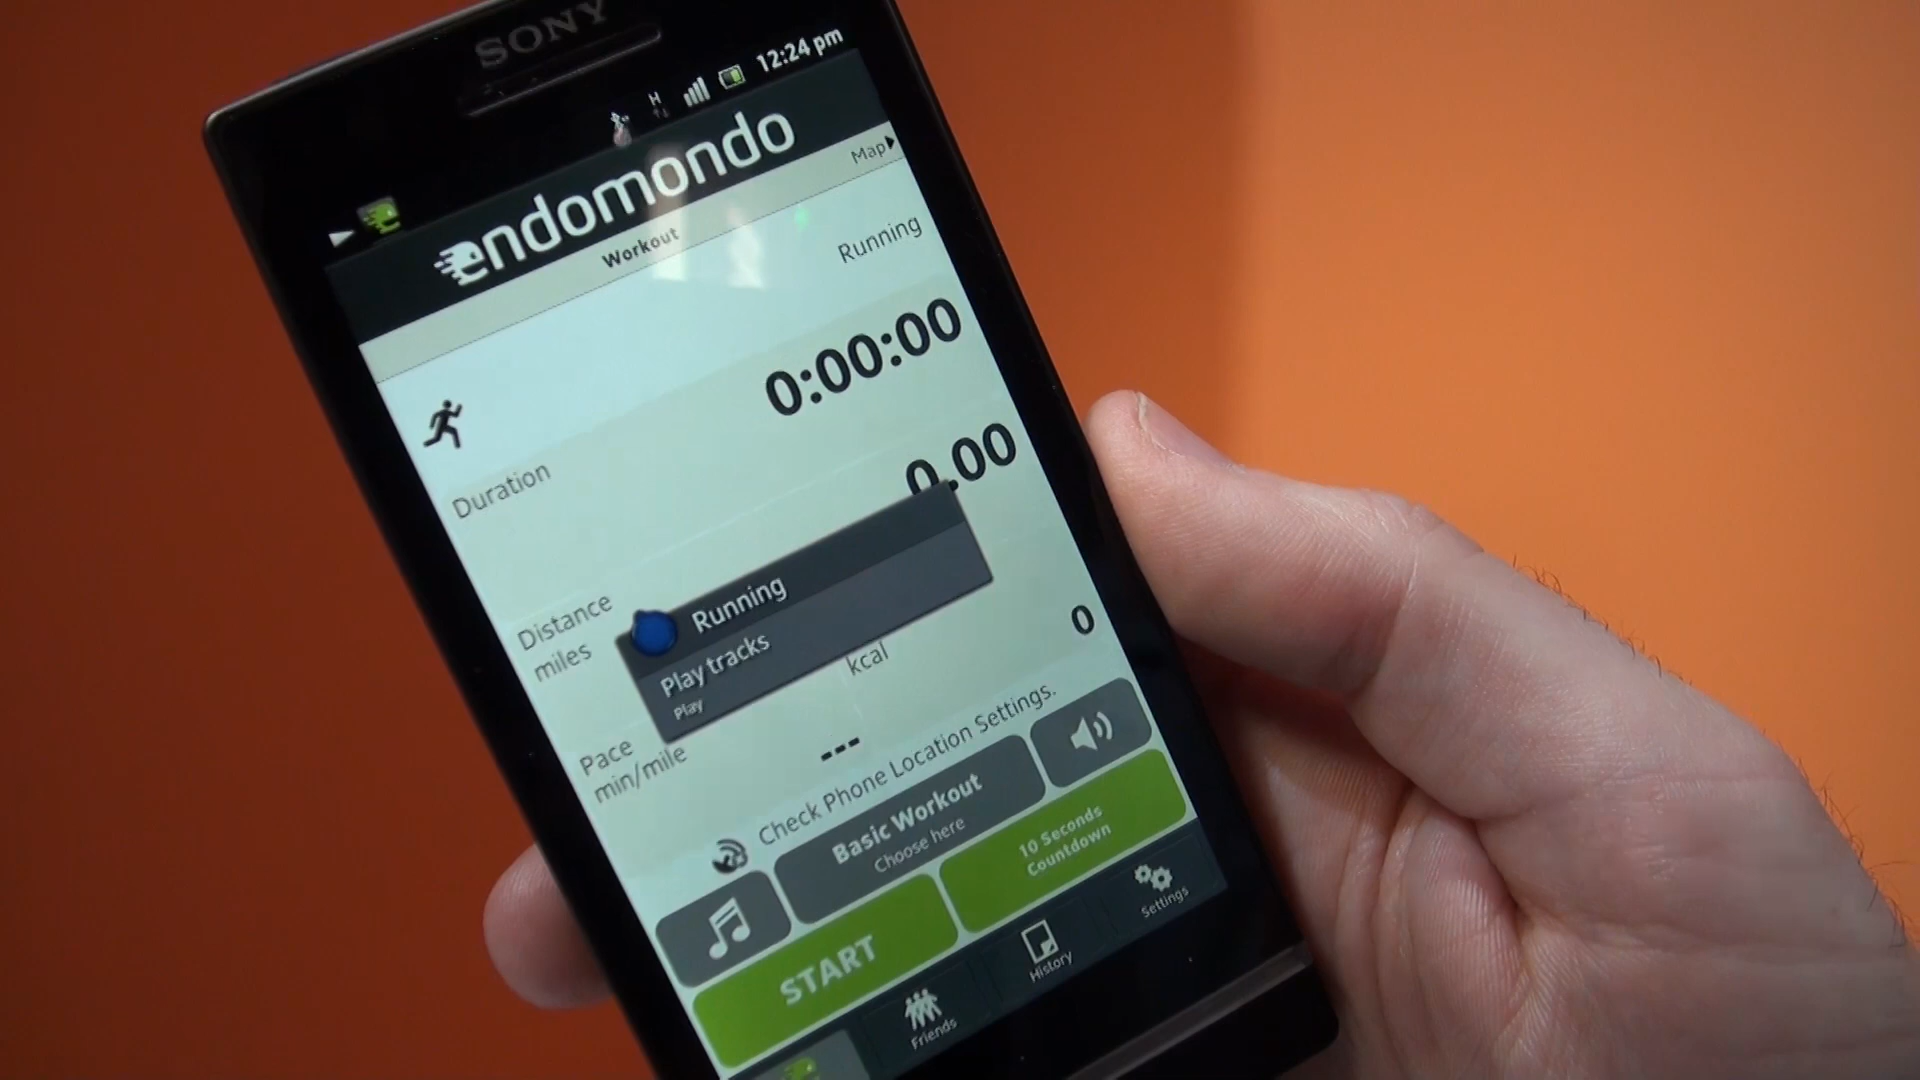 SONY
H
12:24 pm
endomondo
Workout
Map
Running
0:00:00
Duration
0.00
Distance
miles
Running
Play tracks
Play
kcal
0
Pace
min/mile
---
Check Phone Location Settings.
Basic Workout
Choose here
START
10 Seconds
Countdown
Friends
History
Settings